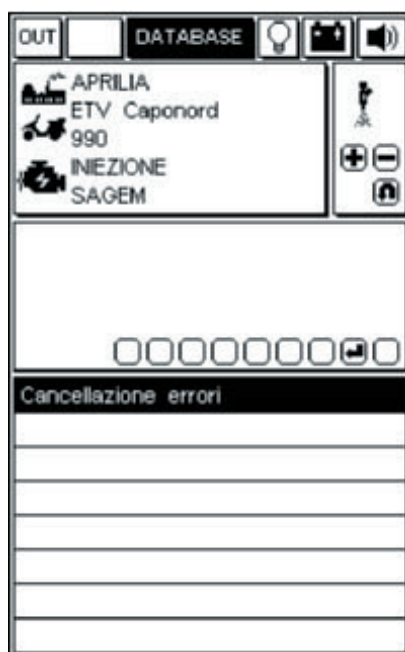 OUT DATABASE
APRILIA
ETV Caponord
990
INIEZIONE
SAGEM
Cancellazione errori